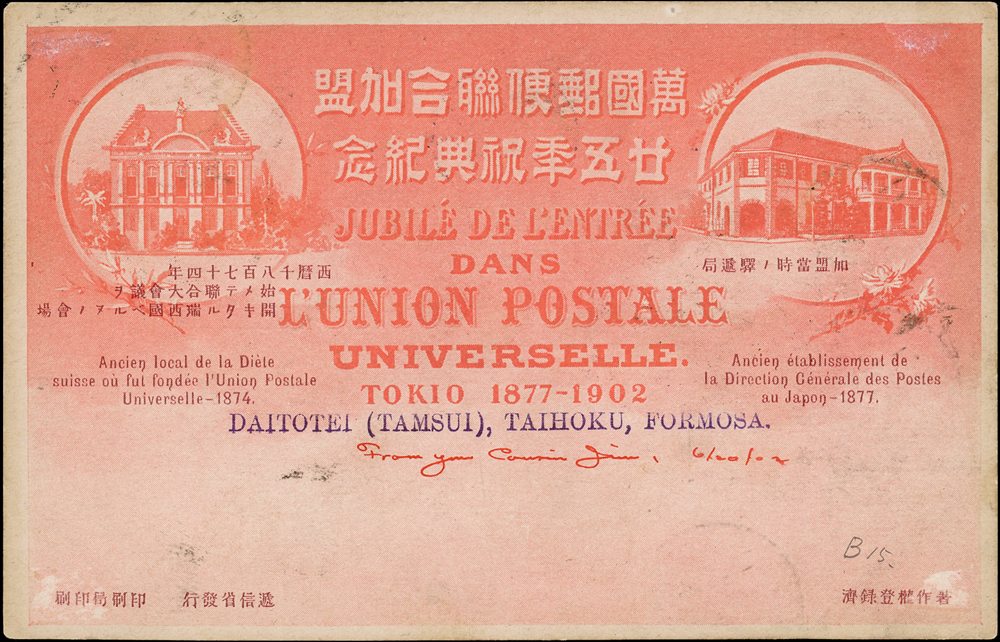 萬國郵便聯合加盟
廿五季祝典紀念
JUBILÉ DE L'ENTRÉE
DANS
L'UNION POSTALE
UNIVERSELLE.
TOKIO 1877-1902
西曆千八百七十四年
始メテ聯合大會議ヲ
開キタル瑞西國ベルヌノ會場
Ancien local de la Diète
suisse où fut fondée l'Union Postale
Universelle-1874.
加盟當時ノ驛遞局
Ancien établissement de
la Direction Générale des Postes
au Japon-1877.
DAITOTEI (TAMSUI), TAIHOKU, FORMOSA.
From your Cousin Jim, 6/20/02
B 15.
遞信省發行 印刷局印刷
著作權登録濟